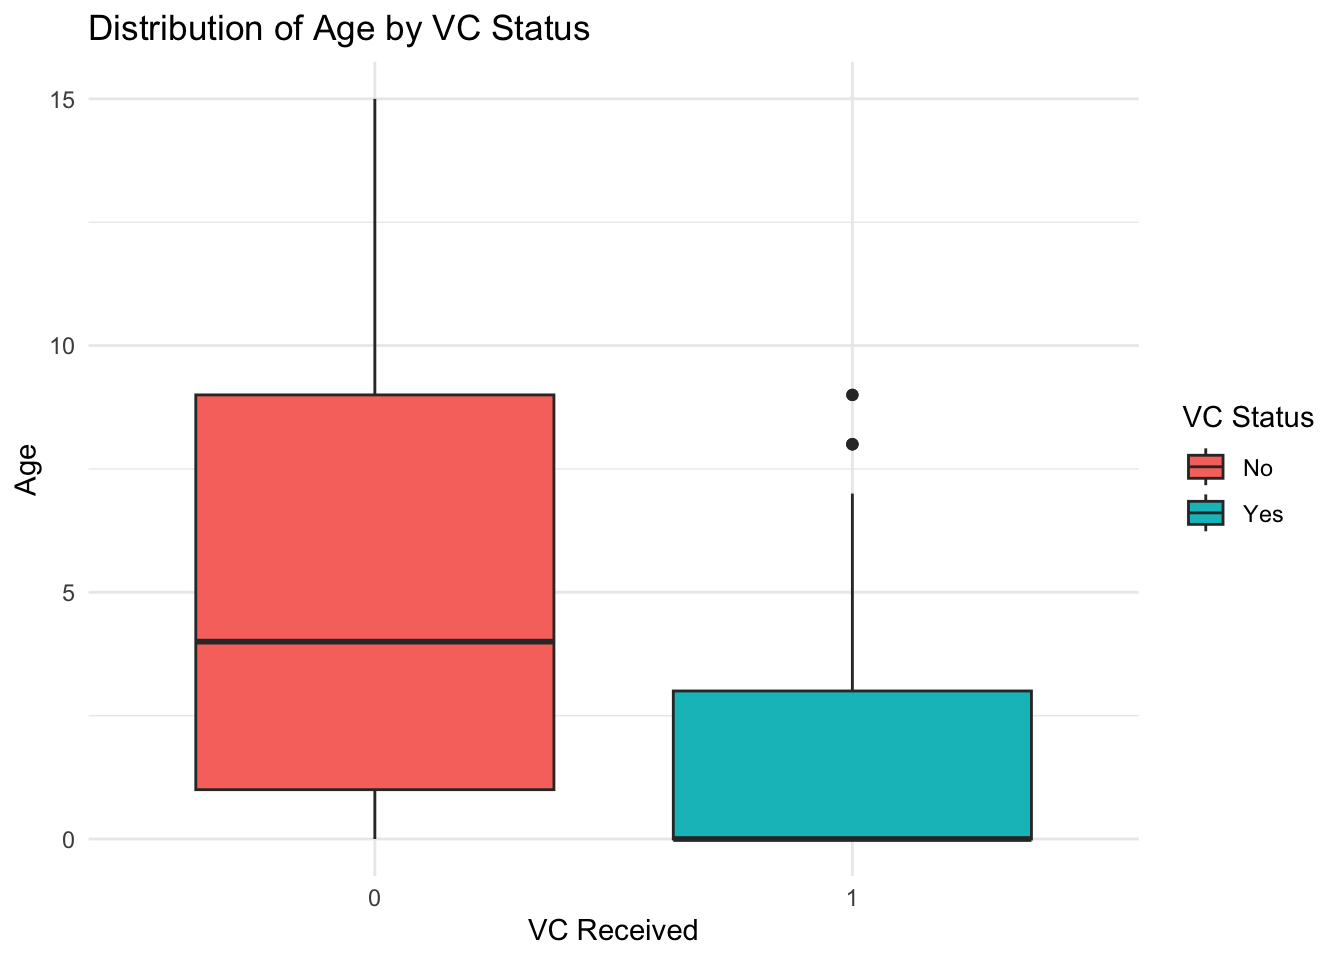 Distribution of Age by VC Status
15
10
5
0
Age
0
1
VC Received
VC Status
No
Yes